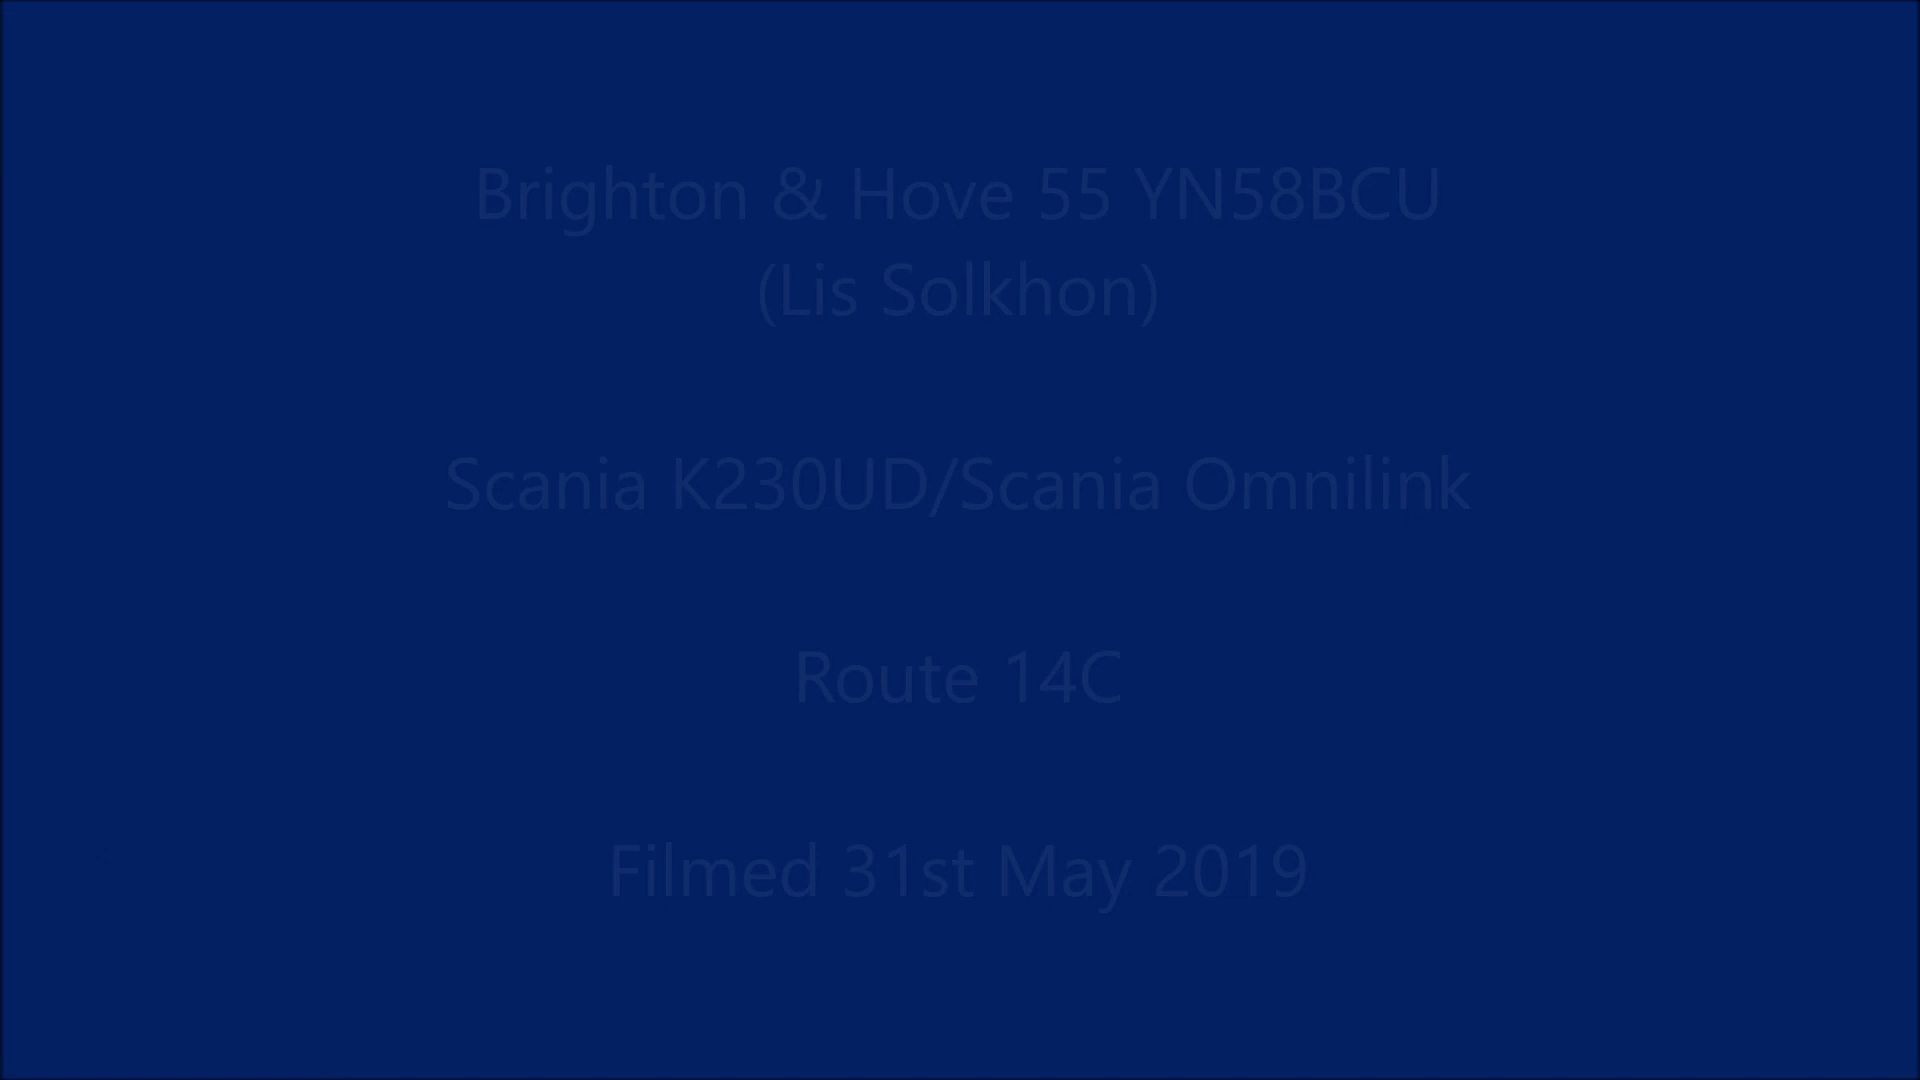 Brighton & Hove 55 YN58BCU
(Lis Solkhon)
Scania K230UD/Scania Omnilink
Route 14C
Filmed 31st May 2019